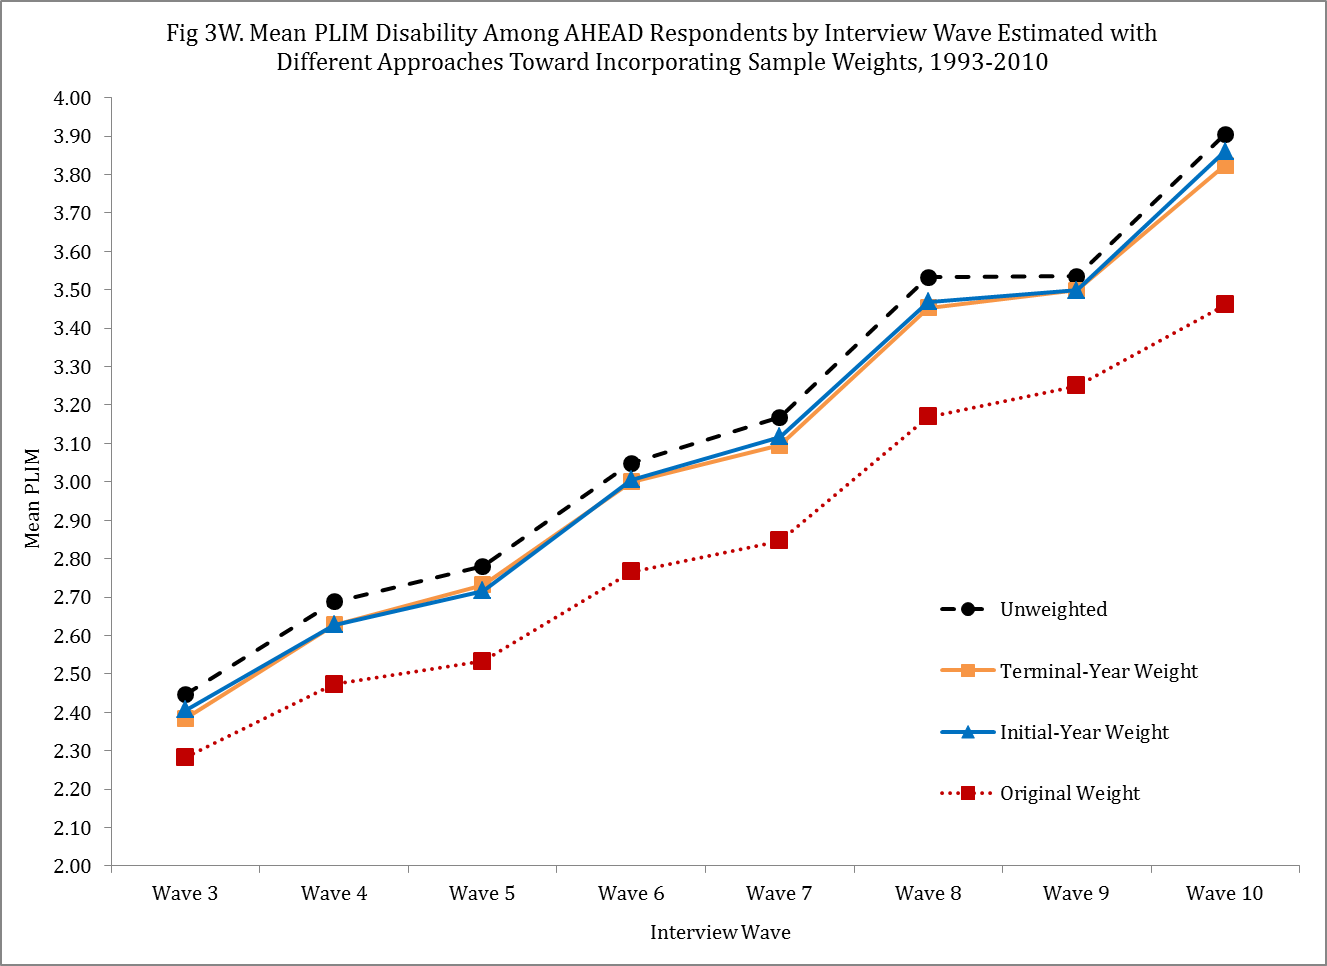 Fig 3W. Mean PLIM Disability Among AHEAD Respondents by Interview Wave Estimated with
Different Approaches Toward Incorporating Sample Weights, 1993-2010
4.00
3.90
3.80
3.70
3.60
3.50
3.40
3.30
3.20
3.10
3.00
2.90
2.80
2.70
2.60
2.50
2.40
2.30
2.20
2.10
2.00
Mean PLIM
Unweighted
Terminal-Year Weight
Initial-Year Weight
Original Weight
Wave 3 Wave 4 Wave 5 Wave 6 Wave 7 Wave 8 Wave 9 Wave 10
Interview Wave